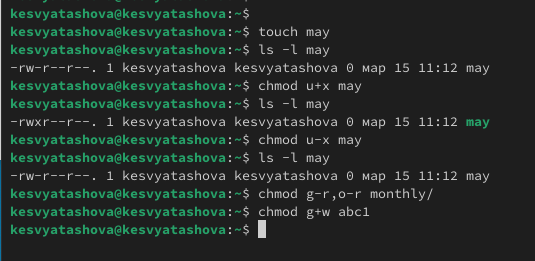 kesvyatashova@kesvyatashova:~$
kesvyatashova@kesvyatashova:~$ touch may
kesvyatashova@kesvyatashova:~$ ls -l may
-rw-r--r--. 1 kesvyatashova kesvyatashova 0 мар 15 11:12 may
kesvyatashova@kesvyatashova:~$ chmod u+x may
kesvyatashova@kesvyatashova:~$ ls -l may
-rwxr--r--. 1 kesvyatashova kesvyatashova 0 мар 15 11:12 may
kesvyatashova@kesvyatashova:~$ chmod u-x may
kesvyatashova@kesvyatashova:~$ ls -l may
-rw-r--r--. 1 kesvyatashova kesvyatashova 0 мар 15 11:12 may
kesvyatashova@kesvyatashova:~$ chmod g-r,o-r monthly/
kesvyatashova@kesvyatashova:~$ chmod g+w abc1
kesvyatashova@kesvyatashova:~$